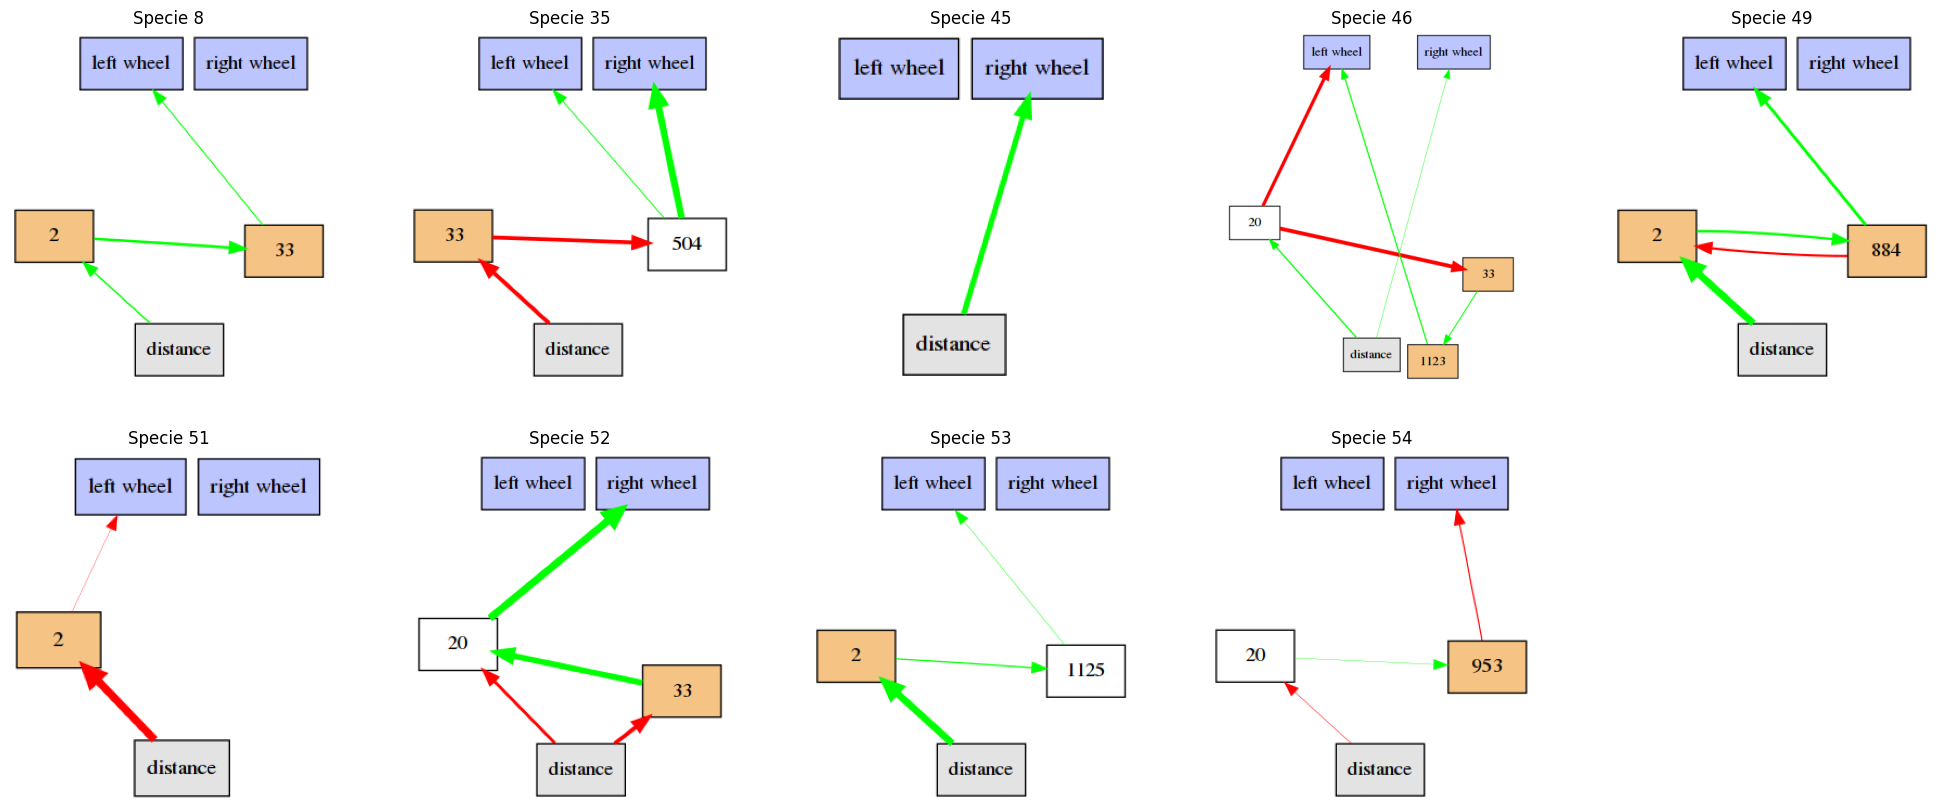 Specie 8
left wheel right wheel
2
33
distance
Specie 35
left wheel right wheel
33
504
distance
Specie 45
left wheel right wheel
distance
Specie 46
left wheel right wheel
20
33
distance
1123
Specie 49
left wheel right wheel
2
884
distance
Specie 51
left wheel right wheel
2
distance
Specie 52
left wheel right wheel
20
33
distance
Specie 53
left wheel right wheel
2
1125
distance
Specie 54
left wheel right wheel
20
953
distance